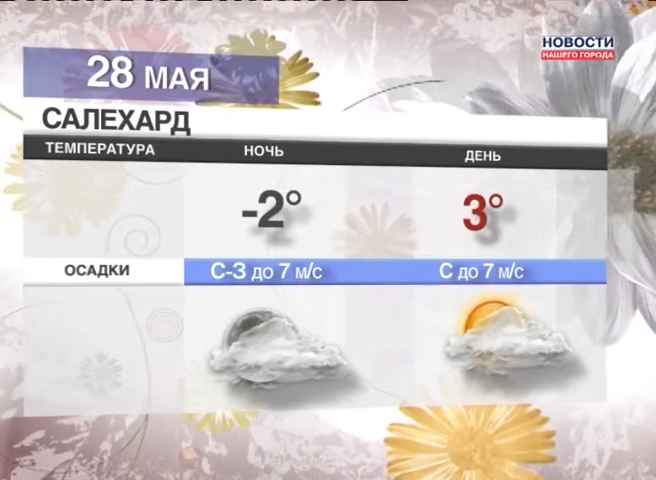 НОВОСТИ
НАШЕГО ГОРОДА
28 МАЯ
САЛЕХАРД
ТЕМПЕРАТУРА НОЧЬ ДЕНЬ
-2° 3°
ОСАДКИ С-З до 7 м/с С до 7 м/с